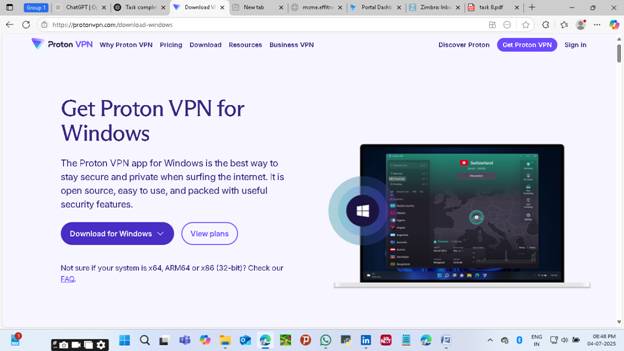 Group 1
ChatGPT | C
Task complet
Download V
New tab
msme.effitra
Portal Dashb
Zimbra: Inbo
task 8.pdf
https://protonvpn.com/download-windows
Proton VPN
Why Proton VPN
Pricing
Download
Resources
Business VPN
Discover Proton
Get Proton VPN
Sign in
Get Proton VPN for
Windows
The Proton VPN app for Windows is the best way to
stay secure and private when surfing the internet. It is
open source, easy to use, and packed with useful
security features.
Download for Windows
View plans
Not sure if your system is x64, ARM64 or x86 (32-bit)? Check our
FAQ.
Switzerland
ENG
IN
08:48 PM
04-07-2025